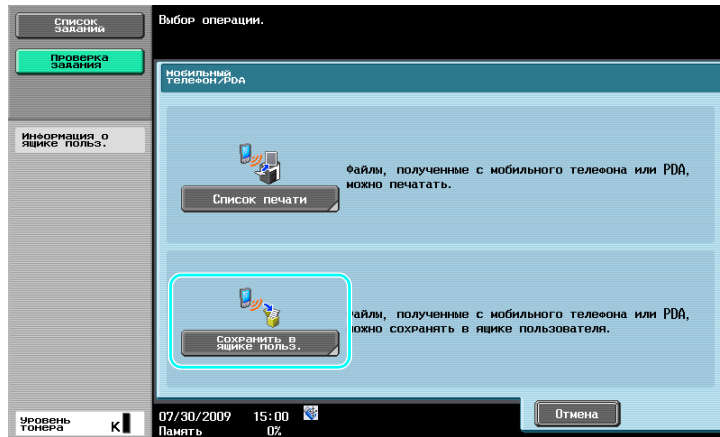 Список
заданий
Проверка
задания
Информация о
ящике польз.
Уровень
тонера
K
Выбор операции.
Мобильный
телефон/PDA
Файлы, полученные с мобильного телефона или PDA,
можно печатать.
Список печати
Файлы, полученные с мобильного телефона или PDA,
можно сохранять в ящике пользователя.
Сохранить в
ящике польз.
07/30/2009 15:00
Память 0%
Отмена